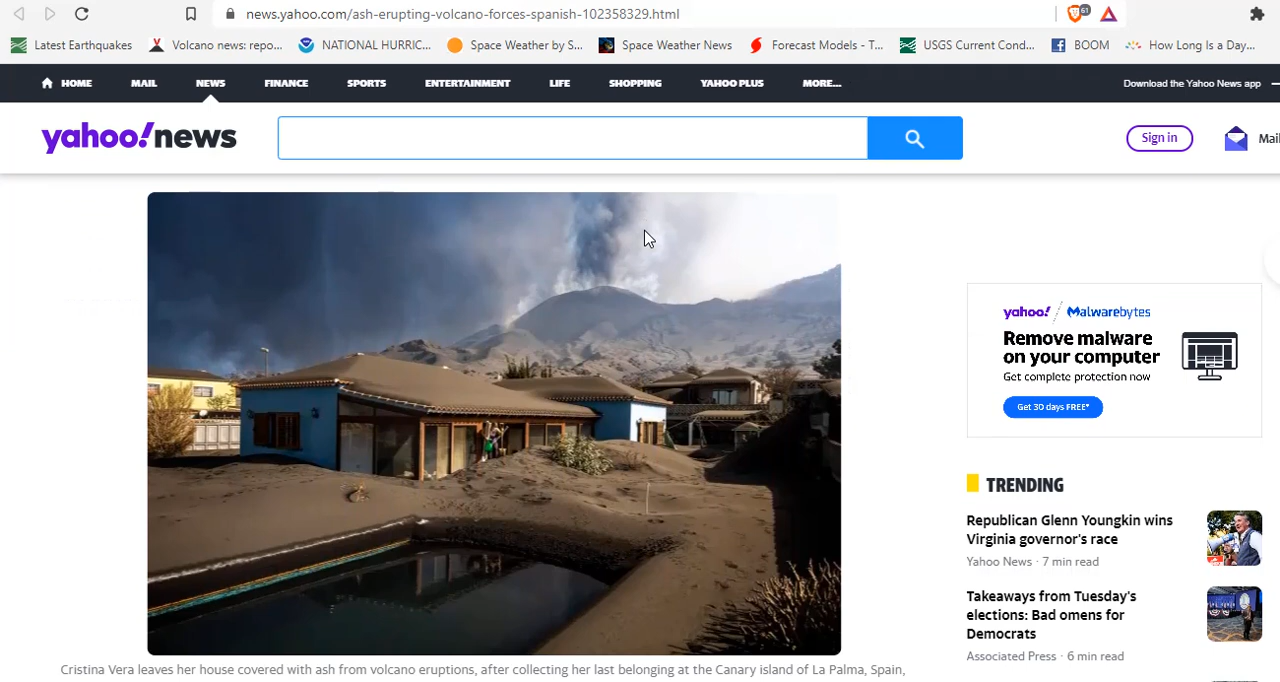 news.yahoo.com/ash-erupting-volcano-forces-spanish-102358329.html
61
Latest Earthquakes
Volcano news: repo...
NATIONAL HURRIC...
Space Weather by S...
Space Weather News
Forecast Models - T...
USGS Current Cond...
BOOM
How Long Is a Day...
HOME
MAIL
NEWS
FINANCE
SPORTS
ENTERTAINMENT
LIFE
SHOPPING
YAHOO PLUS
MORE...
Download the Yahoo News app
yahoo!news
Sign in
Mail
yahoo! / Malwarebytes
Remove malware
on your computer
Get complete protection now
Get 30 days FREE*
TRENDING
Republican Glenn Youngkin wins
Virginia governor's race
Yahoo News · 7 min read
Takeaways from Tuesday's
elections: Bad omens for
Democrats
Associated Press · 6 min read
Cristina Vera leaves her house covered with ash from volcano eruptions, after collecting her last belonging at the Canary island of La Palma, Spain,